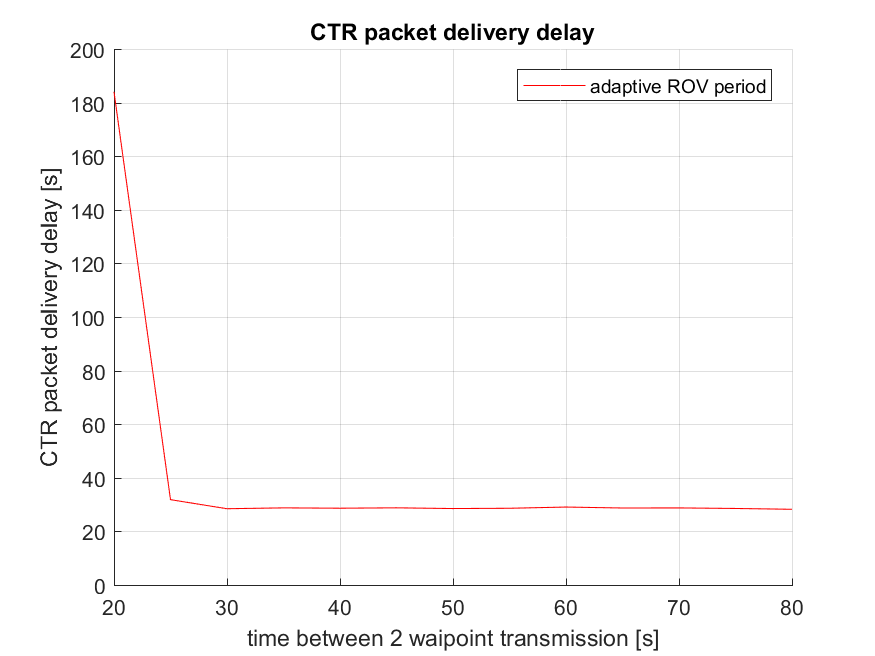 CTR packet delivery delay
adaptive ROV period
CTR packet delivery delay [s]
200
180
160
140
120
100
80
60
40
20
0
20 30 40 50 60 70 80
time between 2 waipoint transmission [s]